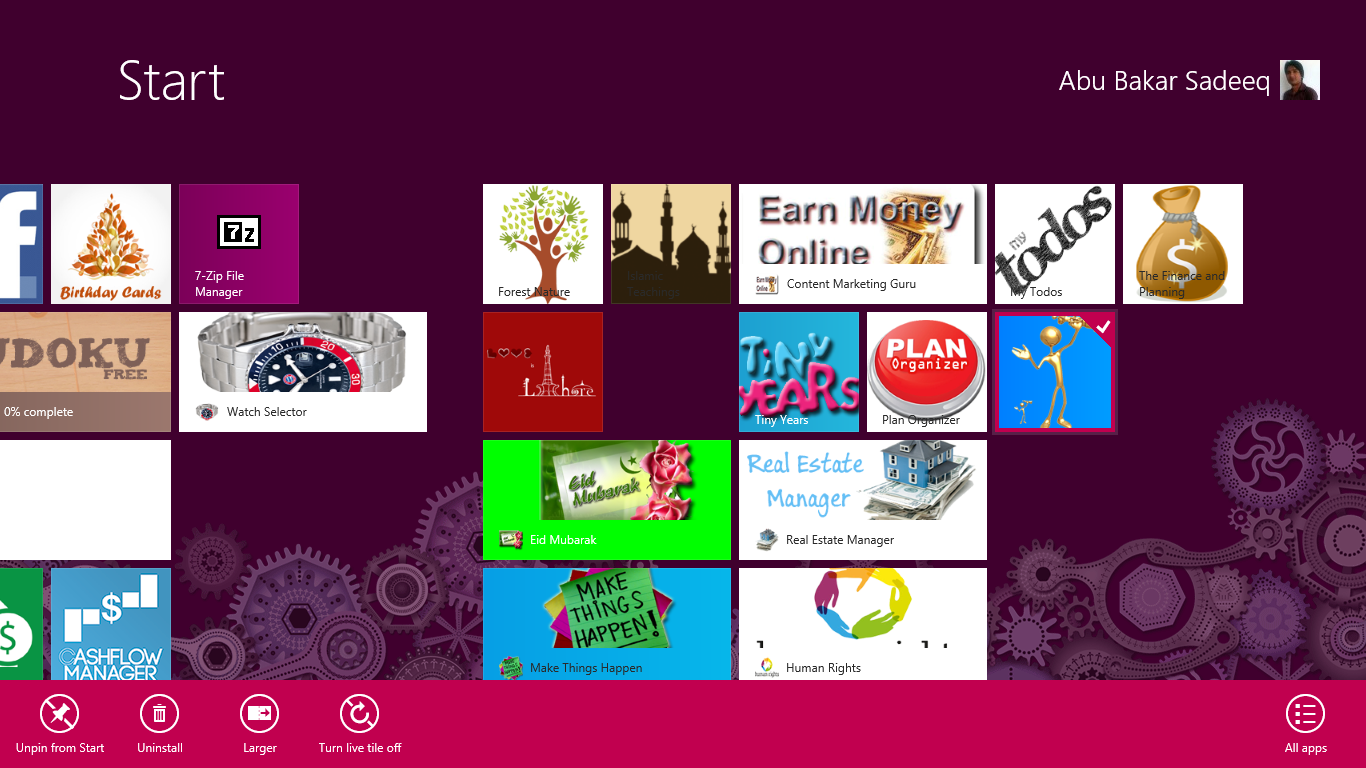 Start
Abu Bakar Sadeeq
f
Birthday Cards
7z
7-Zip File
Manager
Forest Nature
Islamic
Teachings
Earn Money
Online
Content Marketing Guru
my
todos
My Todos
$
The Finance and
Planning
UDOKU
FREE
0% complete
Watch Selector
LOVE
Lahore
Tiny
Years
Tiny Years
PLAN
Organizer
Plan Organizer
Eid
Mubarak
Eid Mubarak
Real Estate
Manager
Real Estate Manager
$
$
CASHFLOW
MANAGER
MAKE
THINGS
HAPPEN!
Make Things Happen
Human Rights
Unpin from Start
Uninstall
Larger
Turn live tile off
All apps